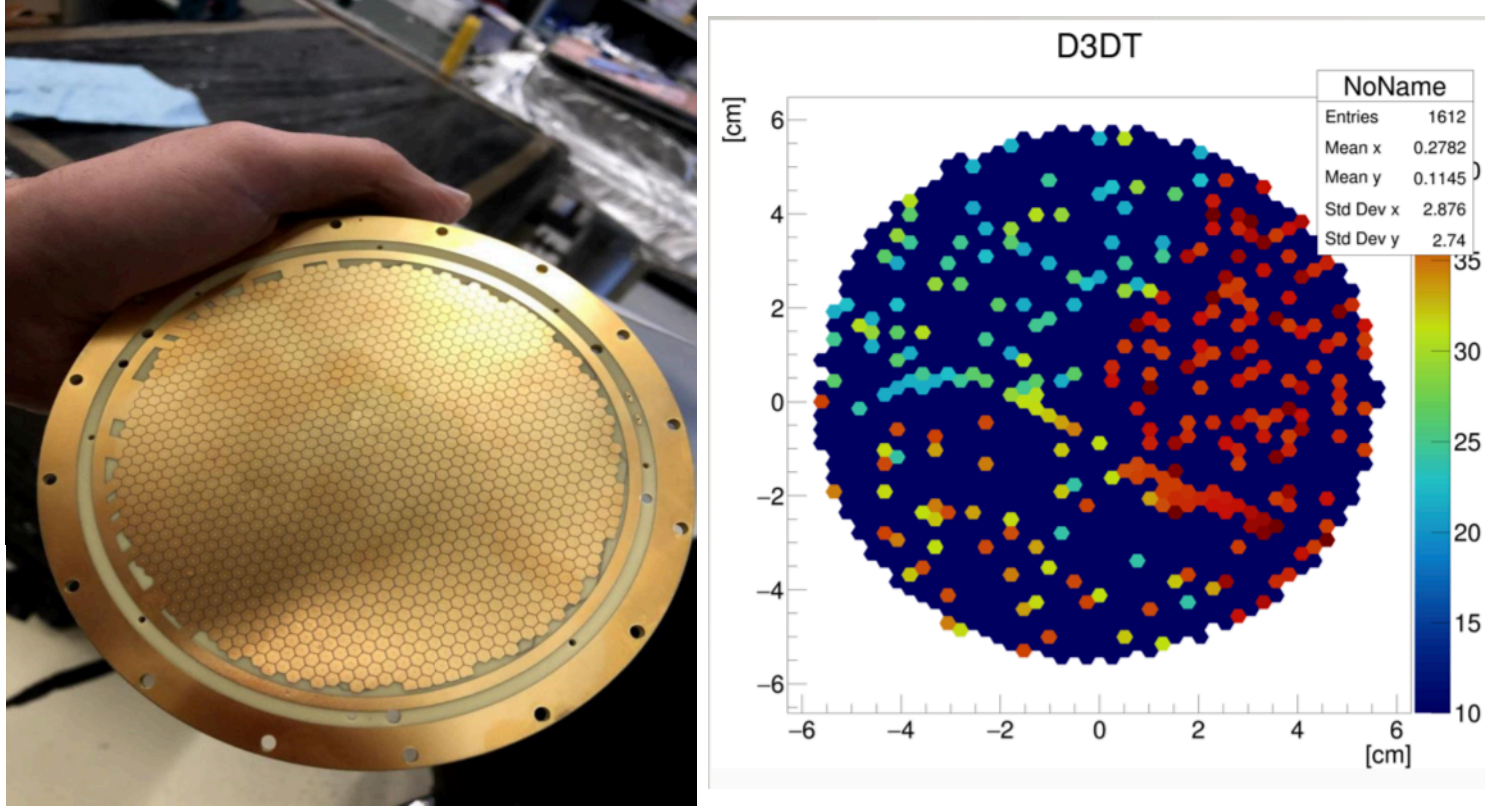 D3DT
NoName
Entries 1612
Mean x 0.2782
Mean y 0.1145
Std Dev x 2.876
Std Dev y 2.74
[cm]
6
4
2
0
−2
−4
−6
−6 −4 −2 0 2 4 6
[cm]
35
30
25
20
15
10